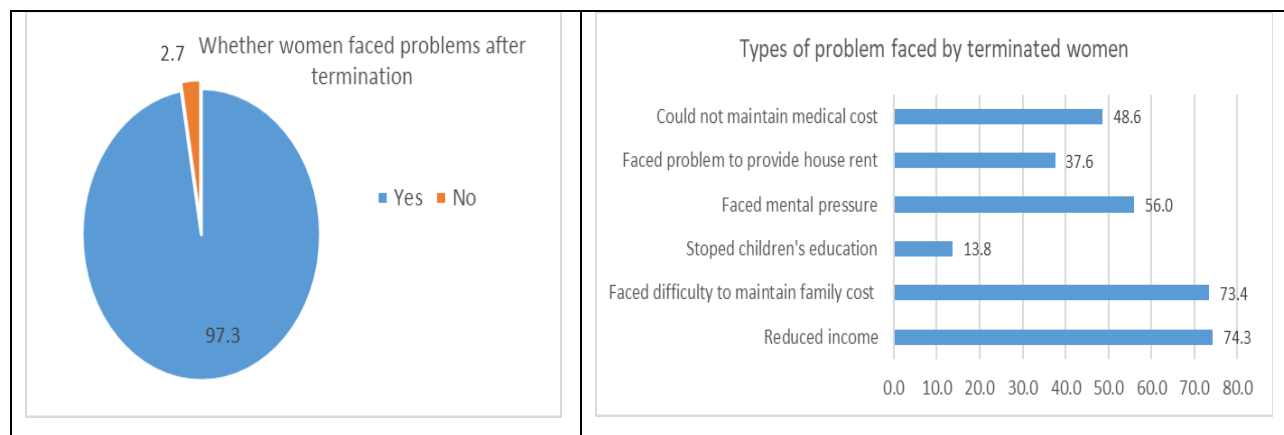 Whether women faced problems after
termination
2.7
97.3
Yes No
Types of problem faced by terminated women
Could not maintain medical cost 48.6
Faced problem to provide house rent 37.6
Faced mental pressure 56.0
Stoped children's education 13.8
Faced difficulty to maintain family cost 73.4
Reduced income 74.3
0.0 10.0 20.0 30.0 40.0 50.0 60.0 70.0 80.0